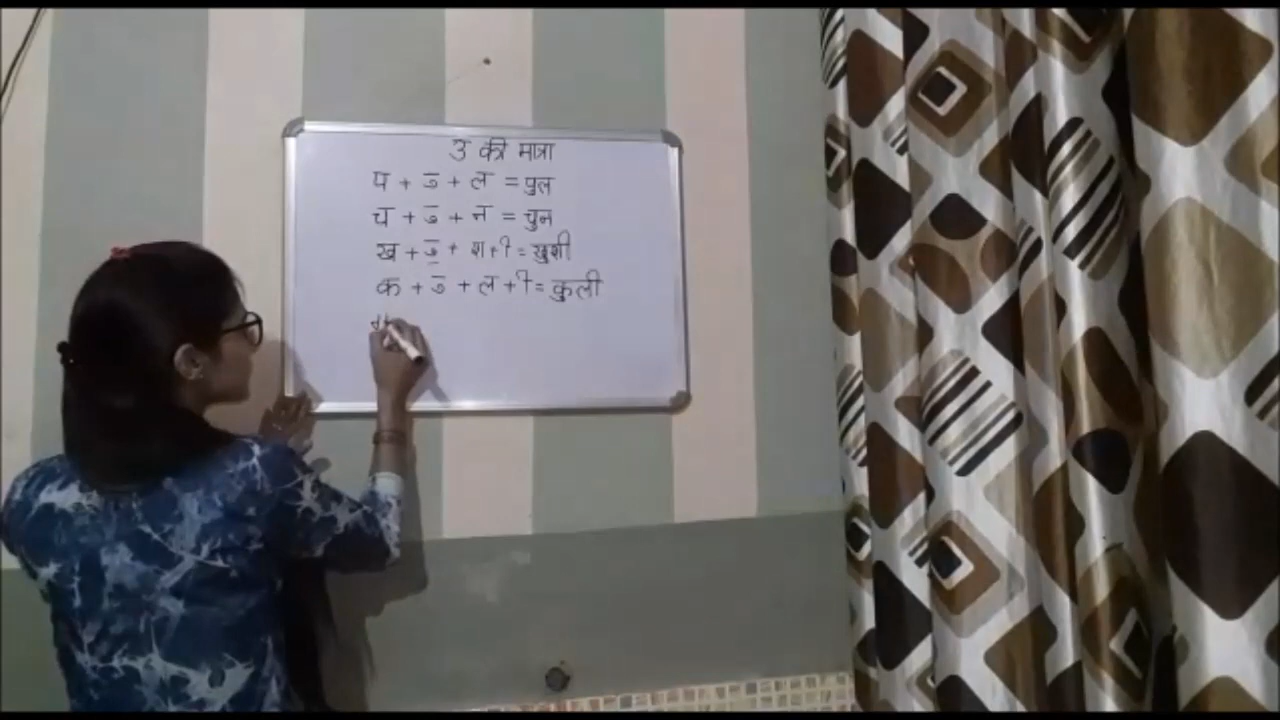 उ की मात्रा
प + ु + ल = पुल
च + ु + न = चुन
ख + ु + श + ी = खुशी
क + ु + ल + ी = कुली